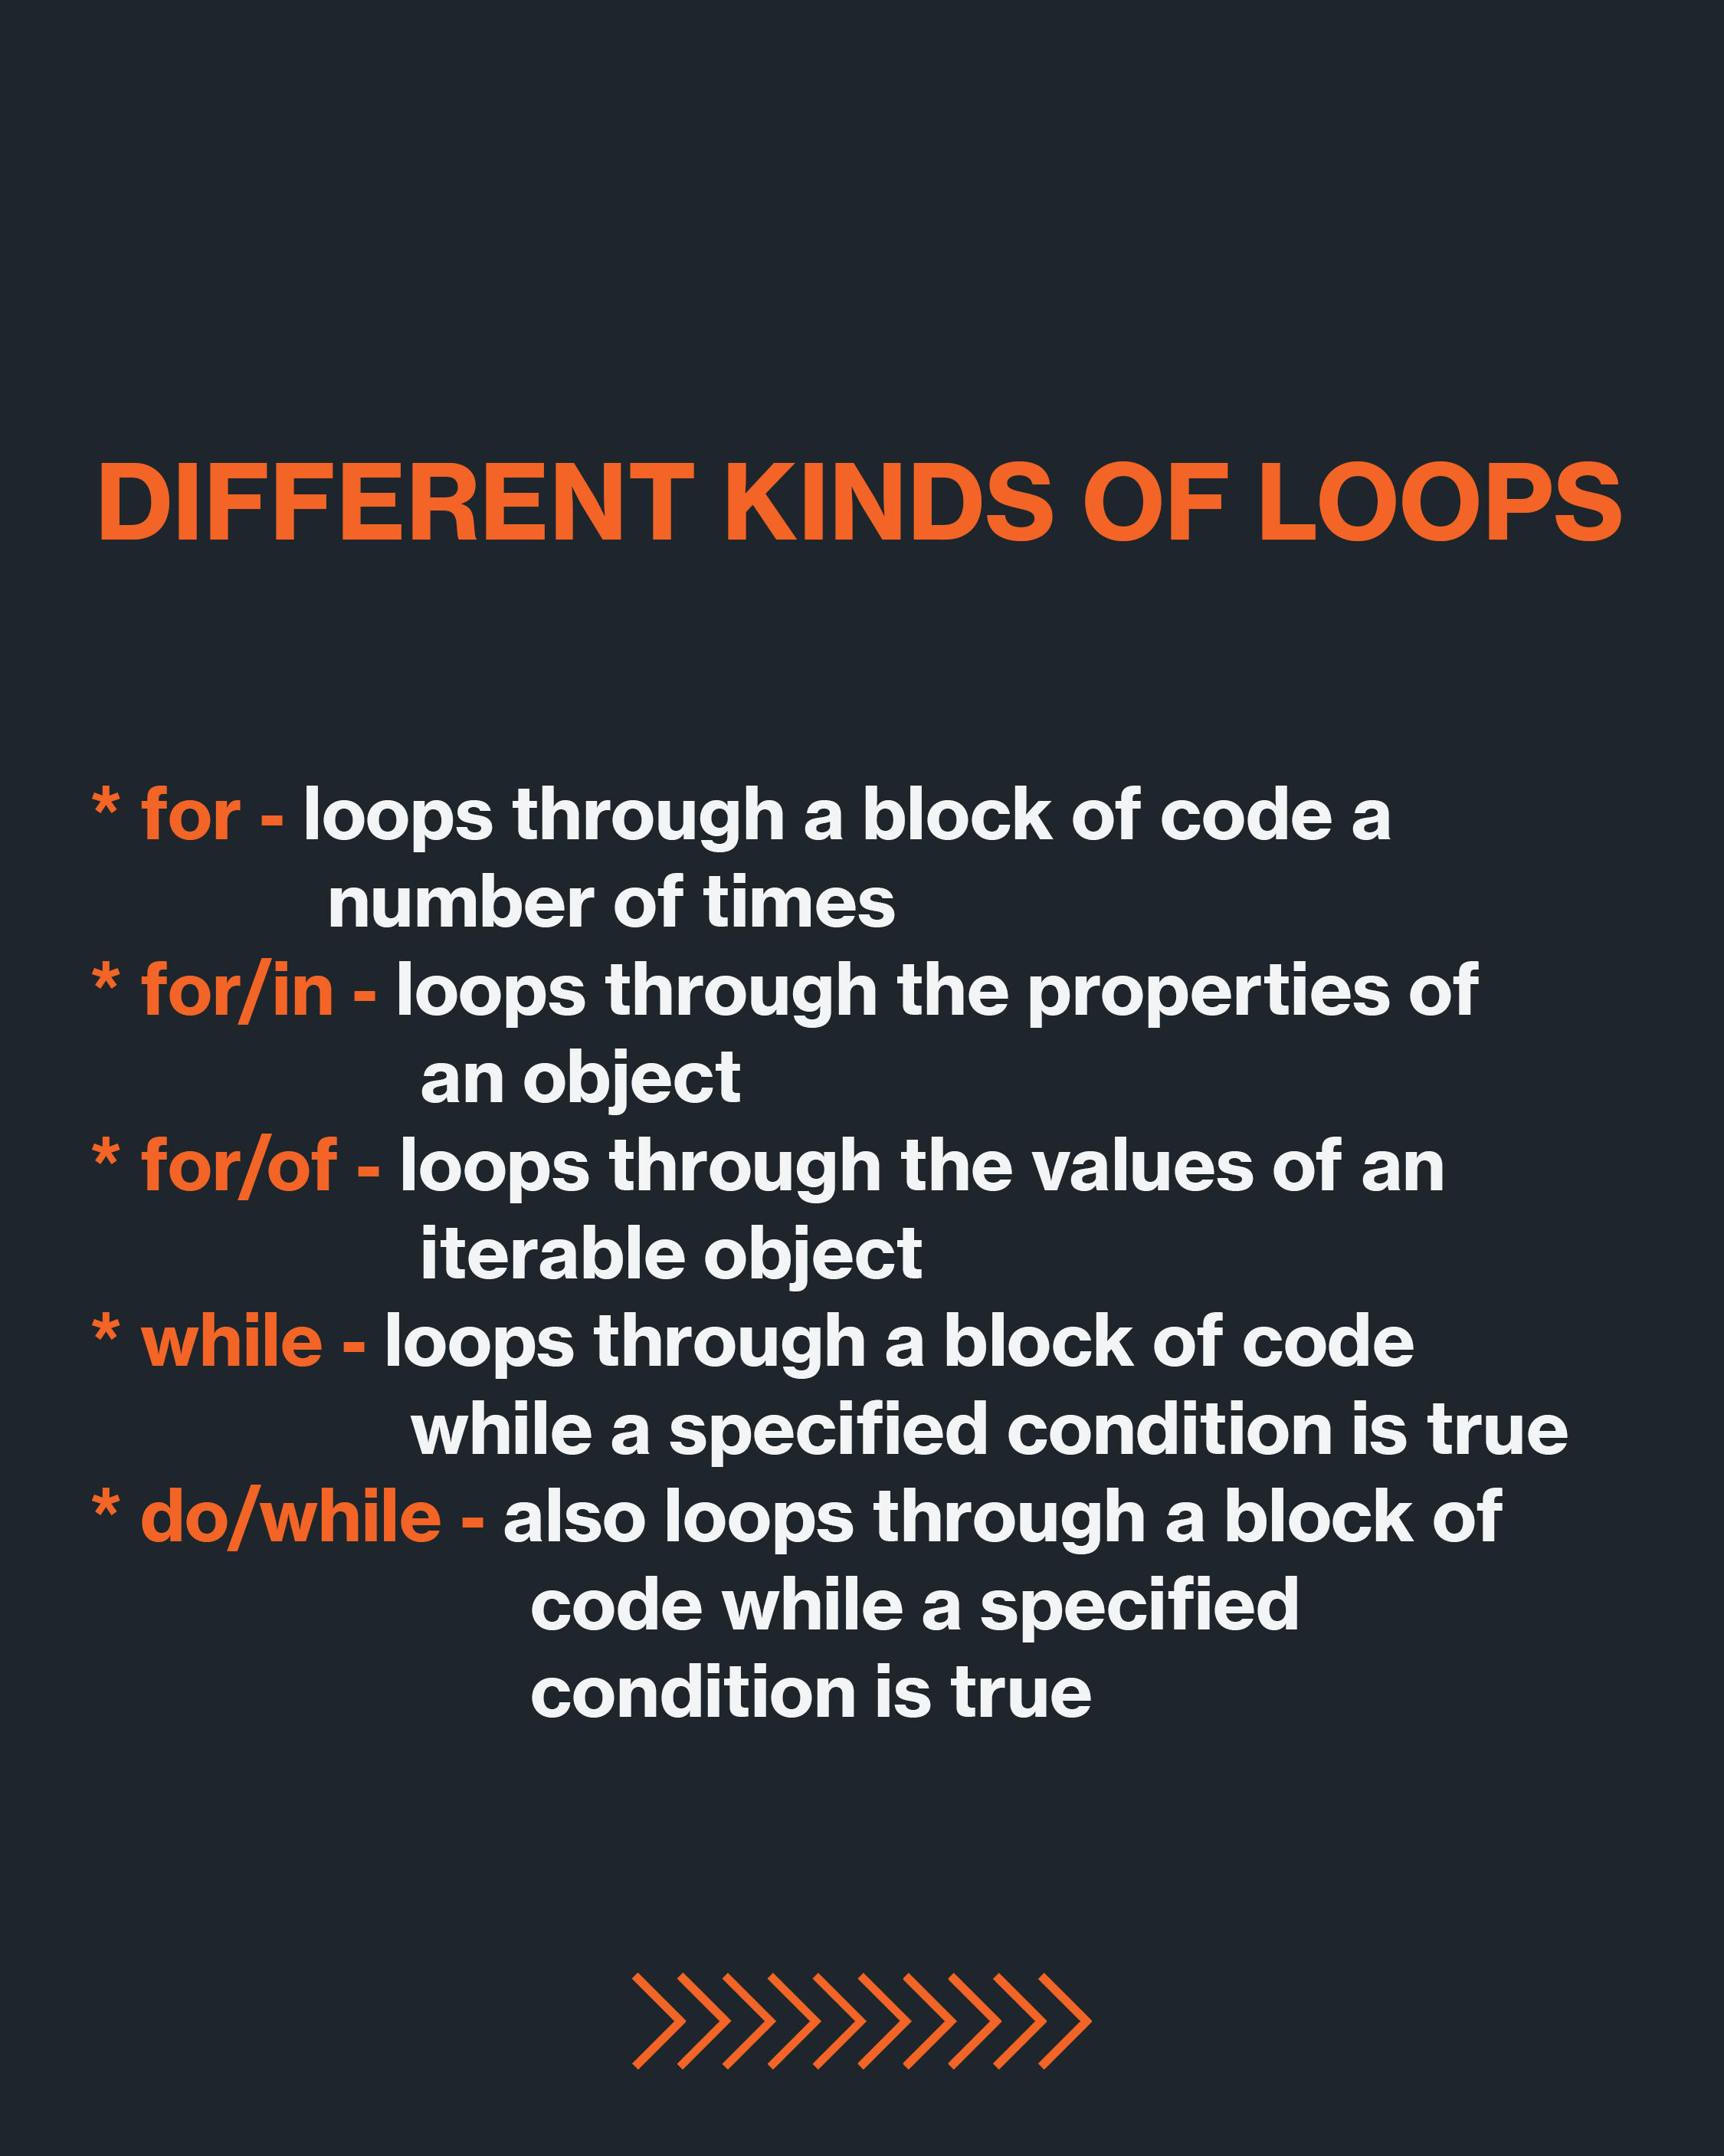 DIFFERENT KINDS OF LOOPS
* for - loops through a block of code a
number of times
* for/in - loops through the properties of
an object
* for/of - loops through the values of an
iterable object
* while - loops through a block of code
while a specified condition is true
* do/while - also loops through a block of
code while a specified
condition is true